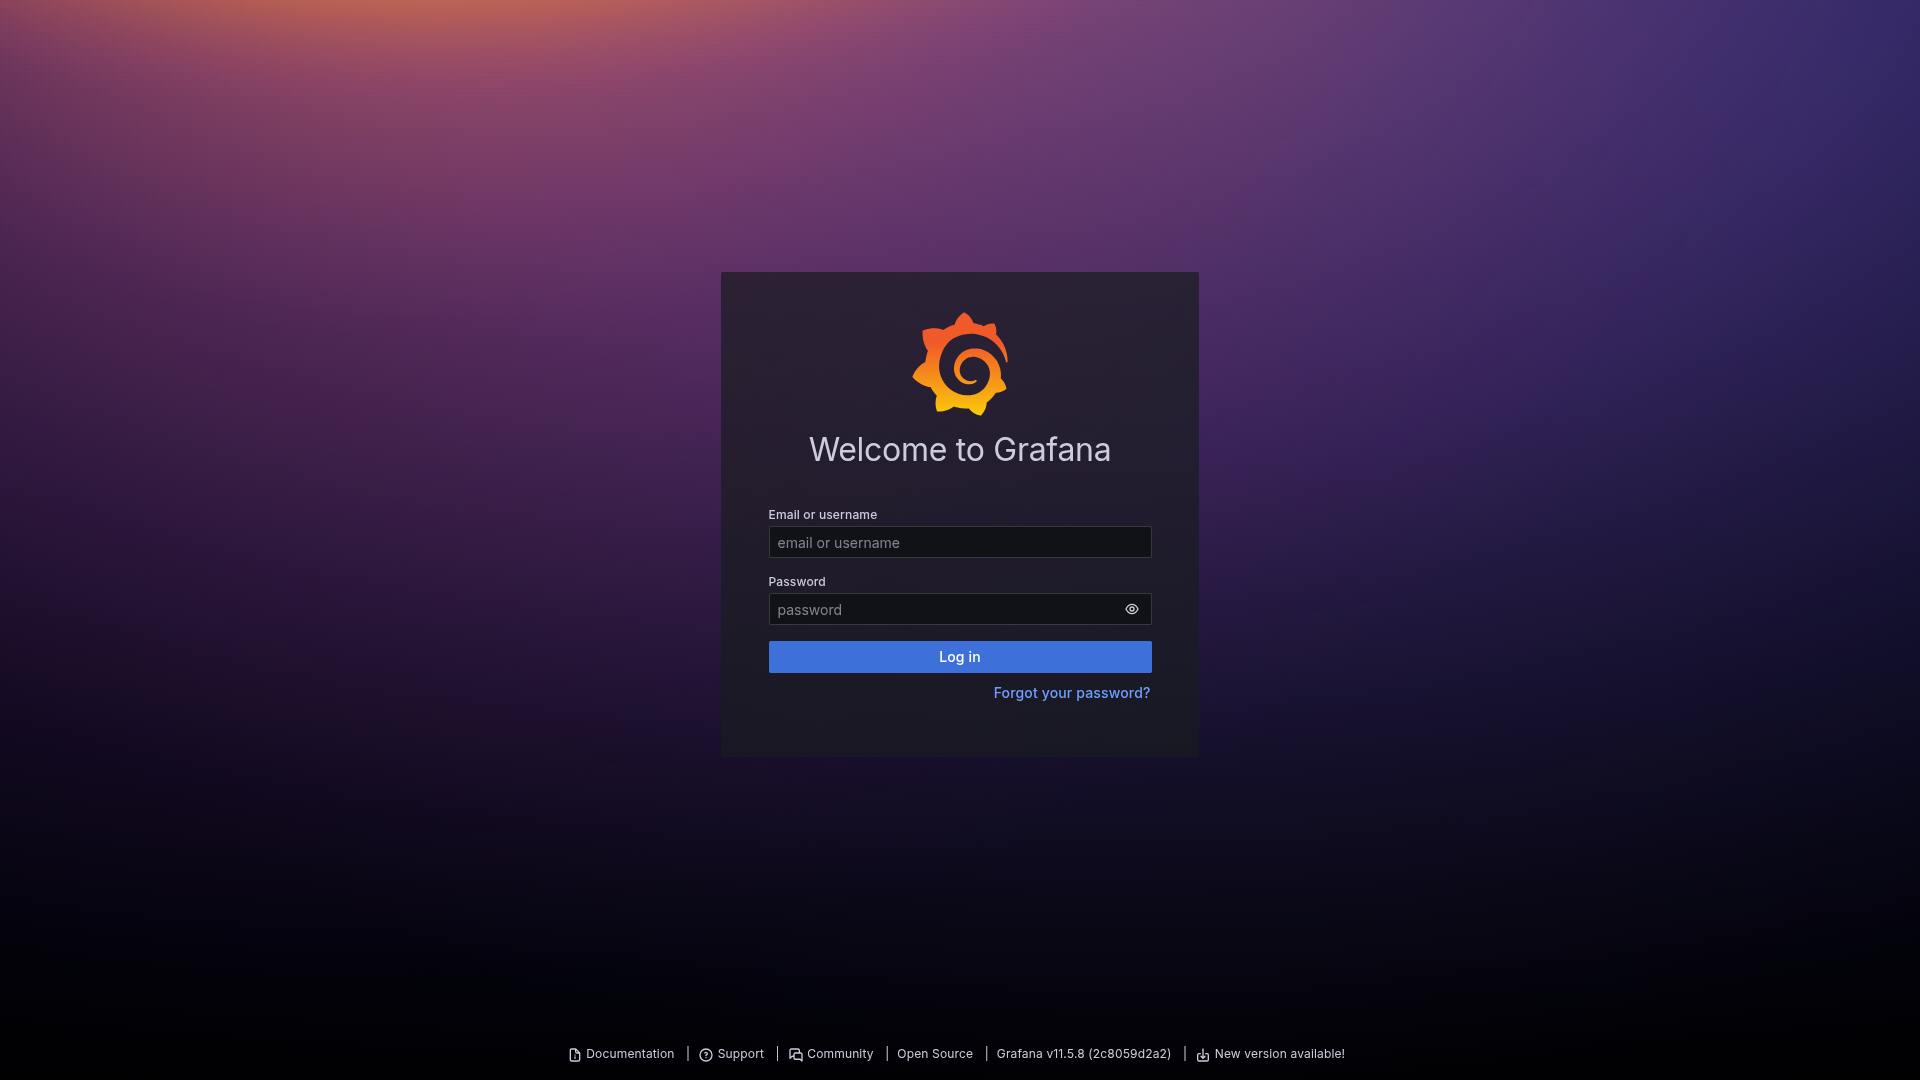 Welcome to Grafana
Email or username
email or username
Password
password
Log in
Forgot your password?
Documentation | Support | Community | Open Source | Grafana v11.5.8 (2c8059d2a2) | New version available!